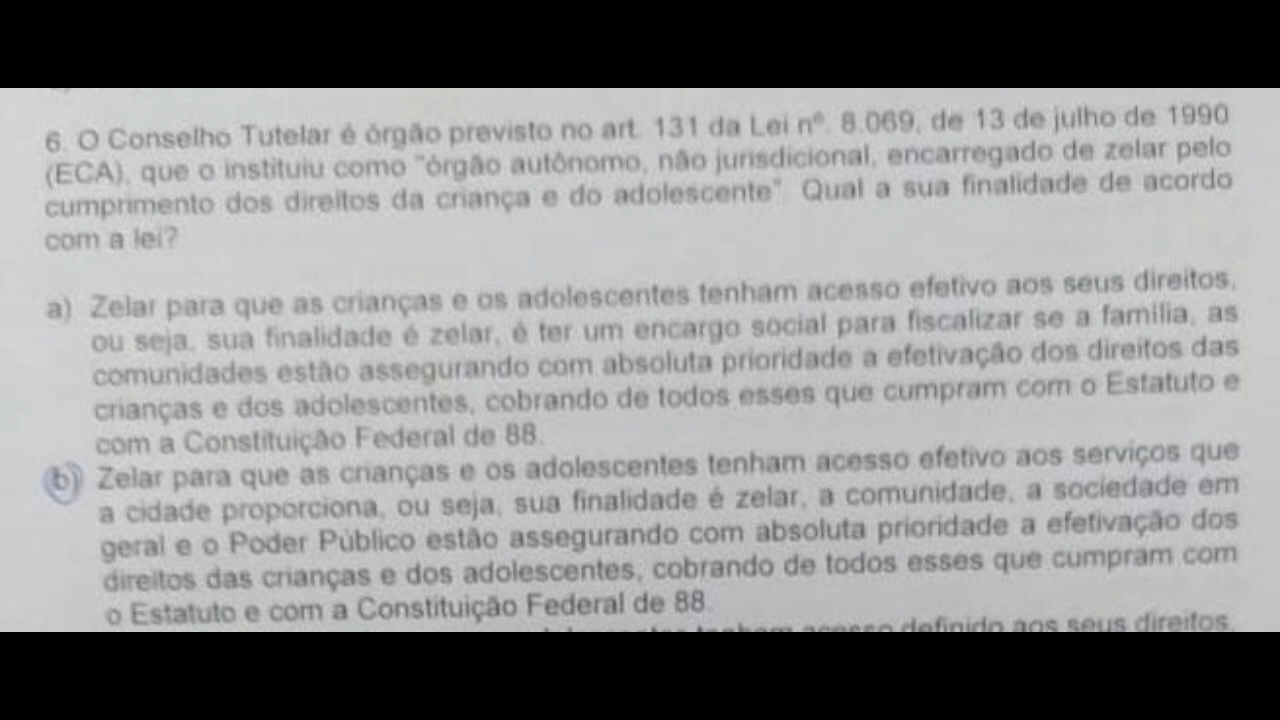 6. O Conselho Tutelar é órgão previsto no art. 131 da Lei nº. 8.069, de 13 de julho de 1990
(ECA), que o instituiu como "órgão autônomo, não jurisdicional, encarregado de zelar pelo
cumprimento dos direitos da criança e do adolescente". Qual a sua finalidade de acordo
com a lei?
a) Zelar para que as crianças e os adolescentes tenham acesso efetivo aos seus direitos,
ou seja, sua finalidade é zelar, é ter um encargo social para fiscalizar se a família, as
comunidades estão assegurando com absoluta prioridade a efetivação dos direitos das
crianças e dos adolescentes, cobrando de todos esses que cumpram com o Estatuto e
com a Constituição Federal de 88.
b) Zelar para que as crianças e os adolescentes tenham acesso efetivo aos serviços que
a cidade proporciona, ou seja, sua finalidade é zelar, a comunidade, a sociedade em
geral e o Poder Público estão assegurando com absoluta prioridade a efetivação dos
direitos das crianças e dos adolescentes, cobrando de todos esses que cumpram com
o Estatuto e com a Constituição Federal de 88.
tenham acesso definido aos seus direitos,